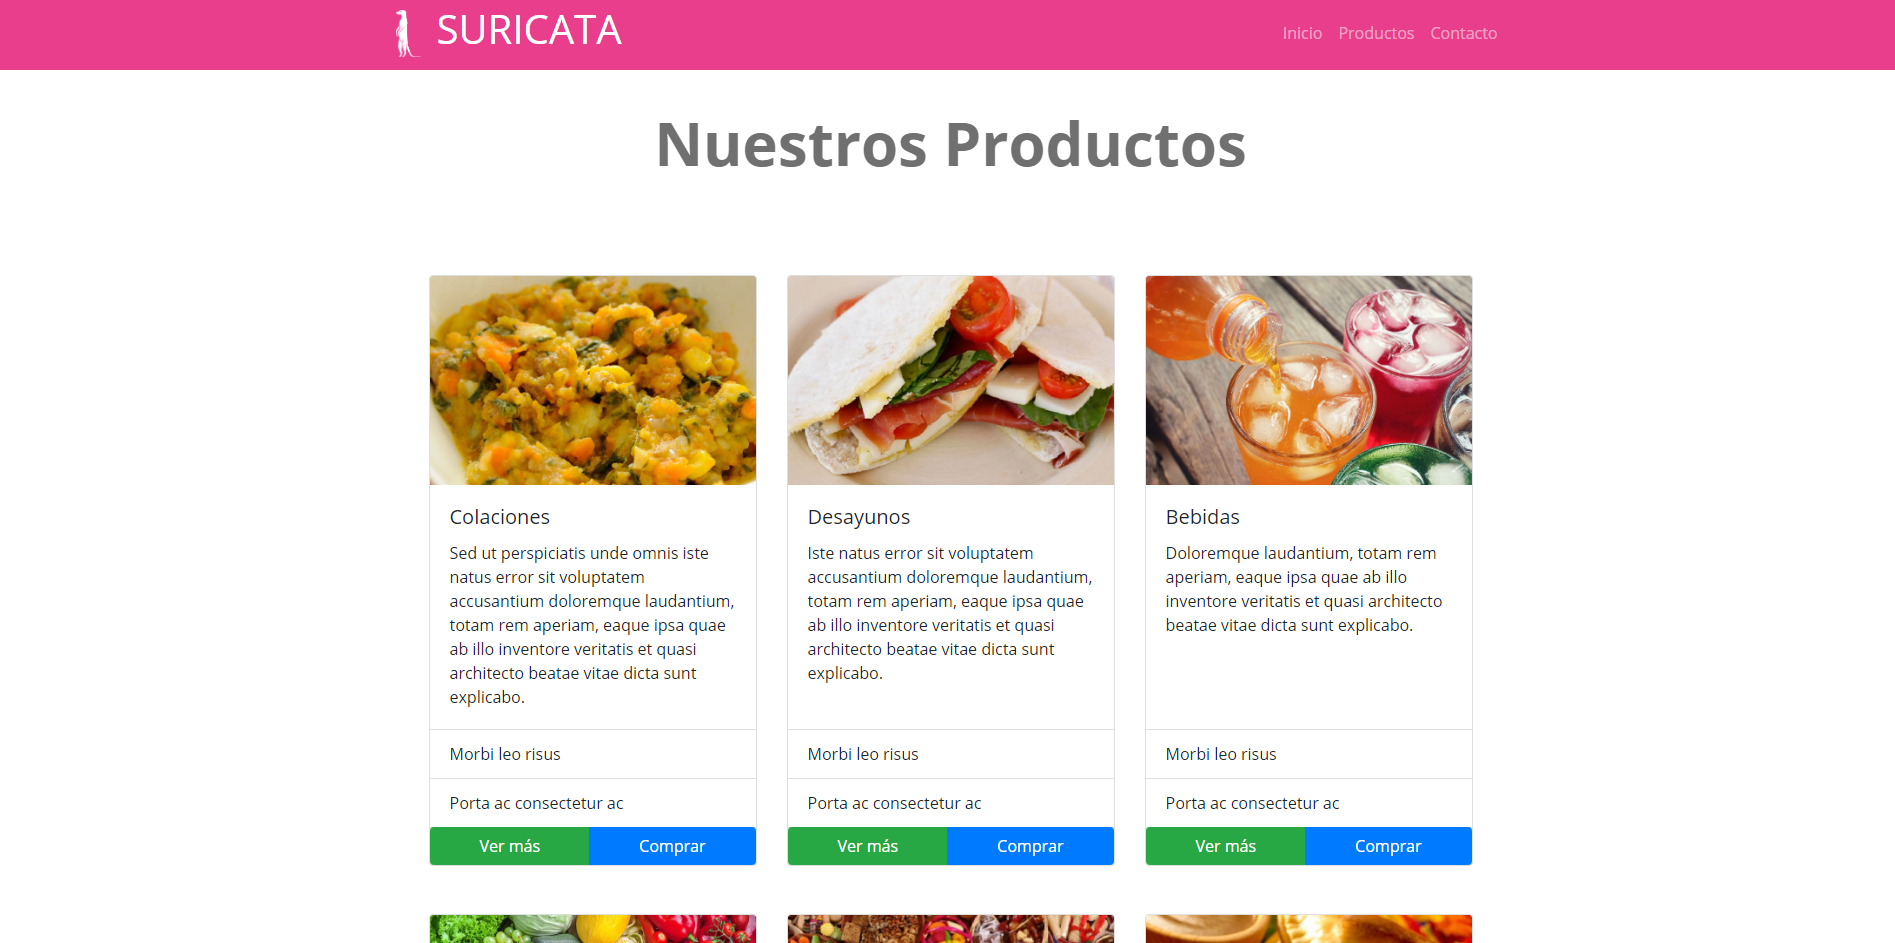 SURICATA
Inicio Productos Contacto
Nuestros Productos
Colaciones
Sed ut perspiciatis unde omnis iste
natus error sit voluptatem
accusantium doloremque laudantium,
totam rem aperiam, eaque ipsa quae
ab illo inventore veritatis et quasi
architecto beatae vitae dicta sunt
explicabo.
Morbi leo risus
Porta ac consectetur ac
Ver más Comprar
Desayunos
Iste natus error sit voluptatem
accusantium doloremque laudantium,
totam rem aperiam, eaque ipsa quae
ab illo inventore veritatis et quasi
architecto beatae vitae dicta sunt
explicabo.
Morbi leo risus
Porta ac consectetur ac
Ver más Comprar
Bebidas
Doloremque laudantium, totam rem
aperiam, eaque ipsa quae ab illo
inventore veritatis et quasi architecto
beatae vitae dicta sunt explicabo.
Morbi leo risus
Porta ac consectetur ac
Ver más Comprar